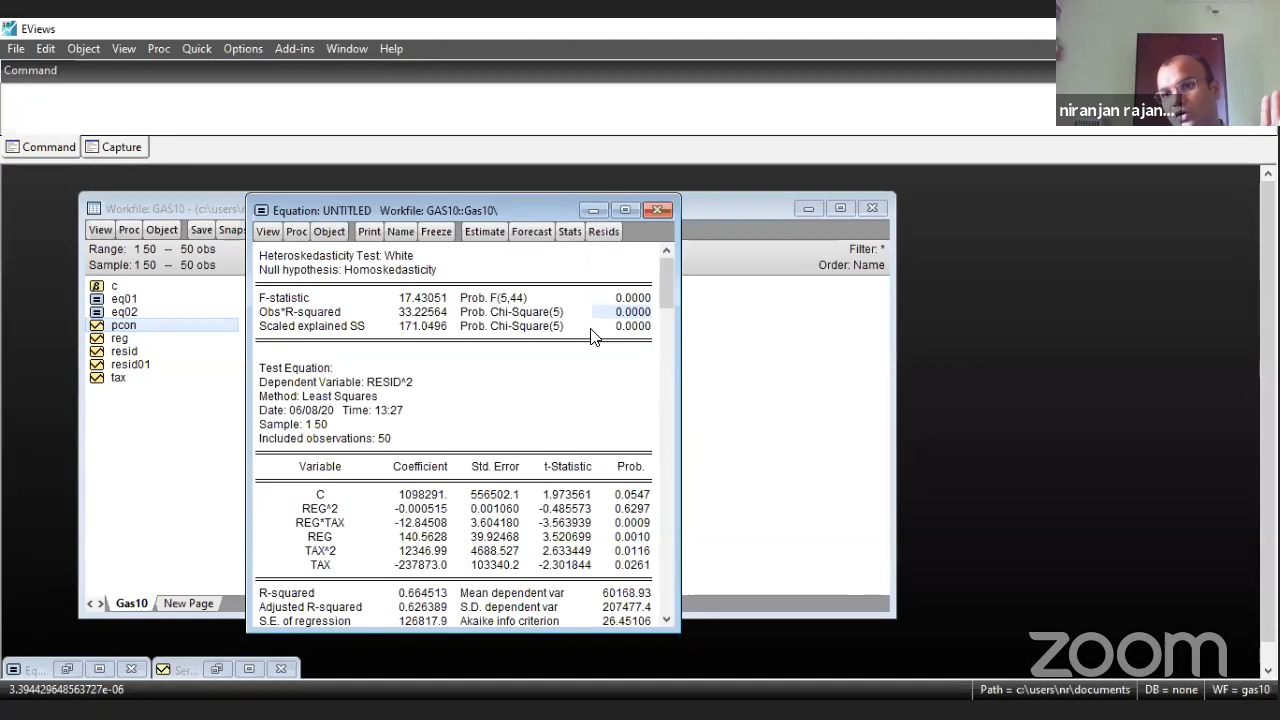 EViews
File Edit Object View Proc Quick Options Add-ins Window Help
Command
niranjan rajan...
Command Capture
Workfile: GAS10 - (c:\users\n
View Proc Object Save Snap
Range: 1 50 -- 50 obs
Sample: 1 50 -- 50 obs
Filter: *
Order: Name
c
eq01
eq02
pcon
reg
resid
resid01
tax
Gas10 New Page
Equation: UNTITLED Workfile: GAS10::Gas10\
View Proc Object Print Name Freeze Estimate Forecast Stats Resids
Heteroskedasticity Test: White
Null hypothesis: Homoskedasticity
F-statistic 17.43051 Prob. F(5,44) 0.0000
Obs*R-squared 33.22564 Prob. Chi-Square(5) 0.0000
Scaled explained SS 171.0496 Prob. Chi-Square(5) 0.0000
Test Equation:
Dependent Variable: RESID^2
Method: Least Squares
Date: 06/08/20 Time: 13:27
Sample: 1 50
Included observations: 50
Variable Coefficient Std. Error t-Statistic Prob.
C 1098291. 556502.1 1.973561 0.0547
REG^2 -0.000515 0.001060 -0.485573 0.6297
REG*TAX -12.84508 3.604180 -3.563939 0.0009
REG 140.5628 39.92468 3.520699 0.0010
TAX^2 12346.99 4688.527 2.633449 0.0116
TAX -237873.0 103340.2 -2.301844 0.0261
R-squared 0.664513 Mean dependent var 60168.93
Adjusted R-squared 0.626389 S.D. dependent var 207477.4
S.E. of regression 126817.9 Akaike info criterion 26.45106
zoom
Eq... Ser...
3.394429648563727e-06 Path = c:\users\nr\documents DB = none WF = gas10